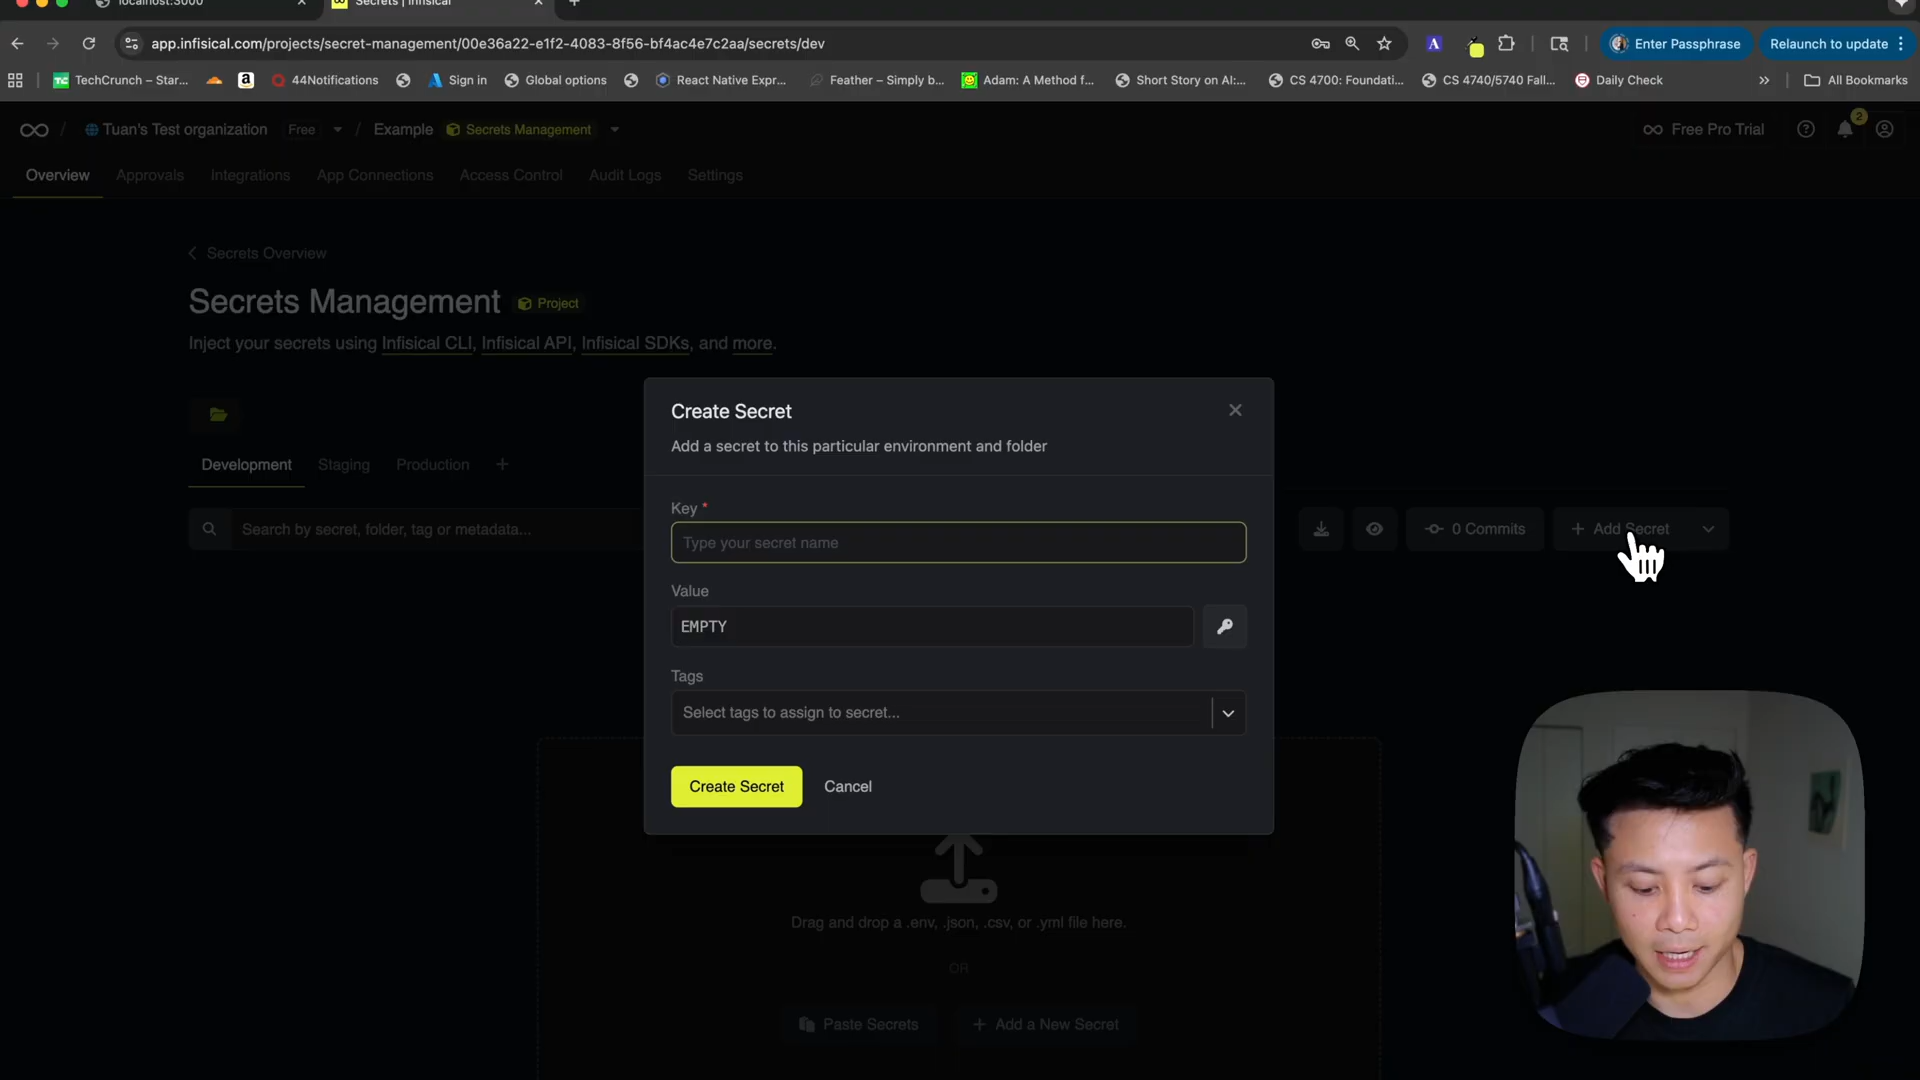 localhost:3000
Secrets | Infisical
app.infisical.com/projects/secret-management/00e36a22-e1f2-4083-8f56-bf4ac4e7c2aa/secrets/dev
Enter Passphrase
Relaunch to update
TechCrunch – Star...
44Notifications
Sign in
Global options
React Native Expr...
Feather – Simply b...
Adam: A Method f...
Short Story on AI:...
CS 4700: Foundati...
CS 4740/5740 Fall...
Daily Check
All Bookmarks
Tuan's Test organization Free / Example Secrets Management
Free Pro Trial
2
Overview Approvals Integrations App Connections Access Control Audit Logs Settings
Secrets Overview
Secrets Management Project
Inject your secrets using Infisical CLI, Infisical API, Infisical SDKs, and more.
Create Secret
Add a secret to this particular environment and folder
Development Staging Production +
Key *
Type your secret name
Search by secret, folder, tag or metadata...
0 Commits
+ Add Secret
Value
EMPTY
Tags
Select tags to assign to secret...
Create Secret Cancel
Drag and drop a .env, .json, .csv, or .yml file here.
OR
Paste Secrets
+ Add a New Secret